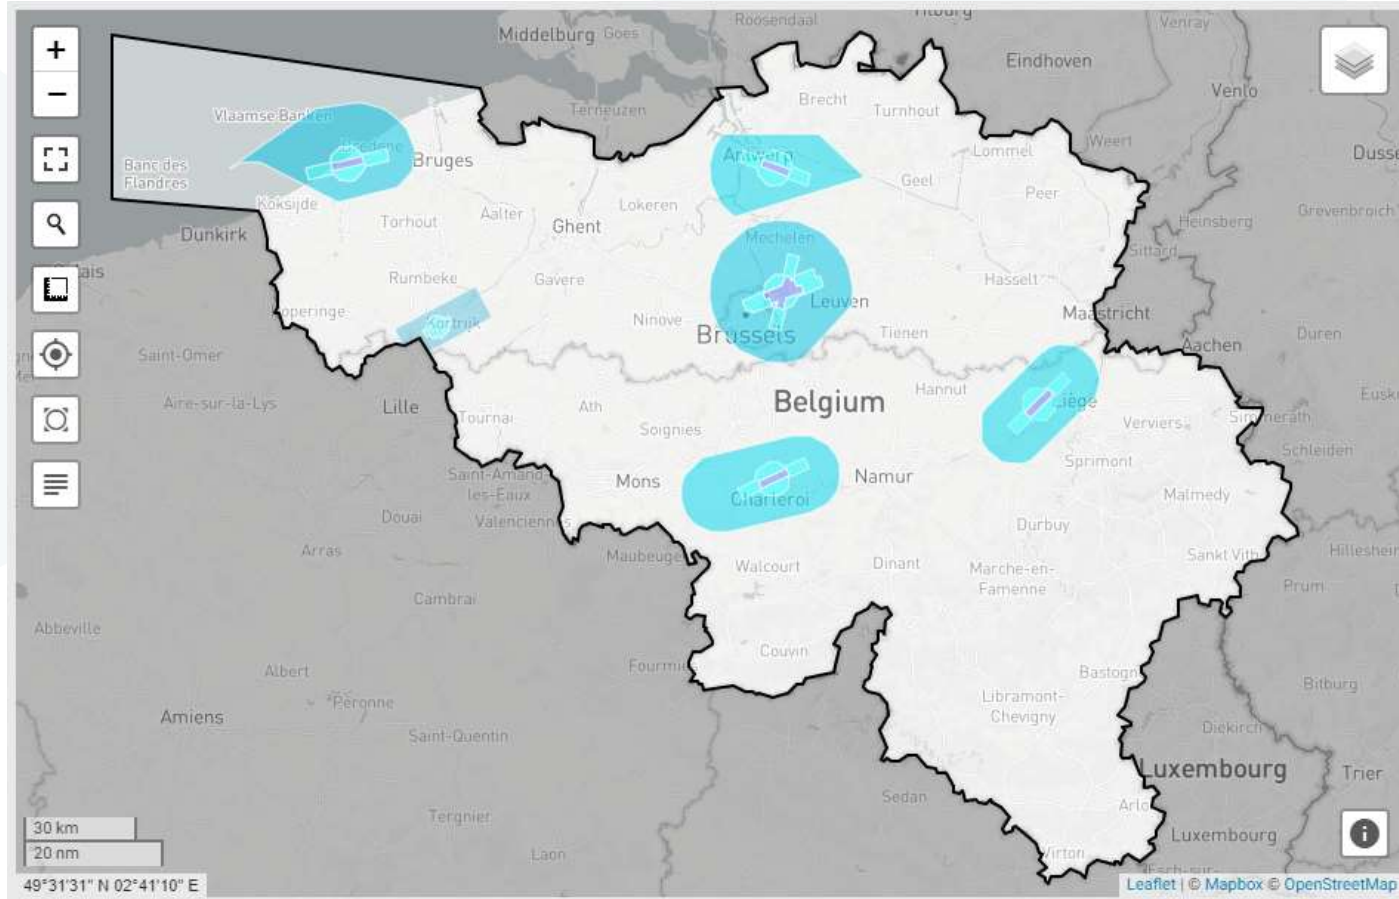 +
−
Middelburg
Goes
Roosendaal
Tilburg
Eindhoven
Venray
Venlo
Vlaamse Banken
Terneuzen
Brecht
Turnhout
Weert
Banc des
Flandres
Bredene
Bruges
Antwerp
Lommel
Geel
Peer
Heinsberg
Grevenbroich
Koksijde
Torhout
Aalter
Lokeren
Dunkirk
Ghent
Mechelen
Sittard
Rumbeke
Gavere
Hasselt
Leuven
Maastricht
Kortrijk
Ninove
Brussels
Tienen
Duren
Aachen
Saint-Omer
Aire-sur-la-Lys
Lille
Tournai
Ath
Soignies
Belgium
Hannut
Liège
Verviers
Simmerath
Schleiden
Sprimont
Malmedy
Saint-Amand-
les-Eaux
Mons
Charleroi
Namur
Douai
Valenciennes
Durbuy
Arras
Maubeuge
Walcourt
Dinant
Marche-en-
Famenne
Sankt Vith
Prum
Cambrai
Abbeville
Couvin
Albert
Péronne
Bastogn
Bitburg
Libramont-
Chevigny
Amiens
Saint-Quentin
Diekirch
Luxembourg
Trier
Sedan
Tergnier
Luxembourg
Laon
Virton
30 km
20 nm
49°31'31" N 02°41'10" E
Leaflet | © Mapbox © OpenStreetMap